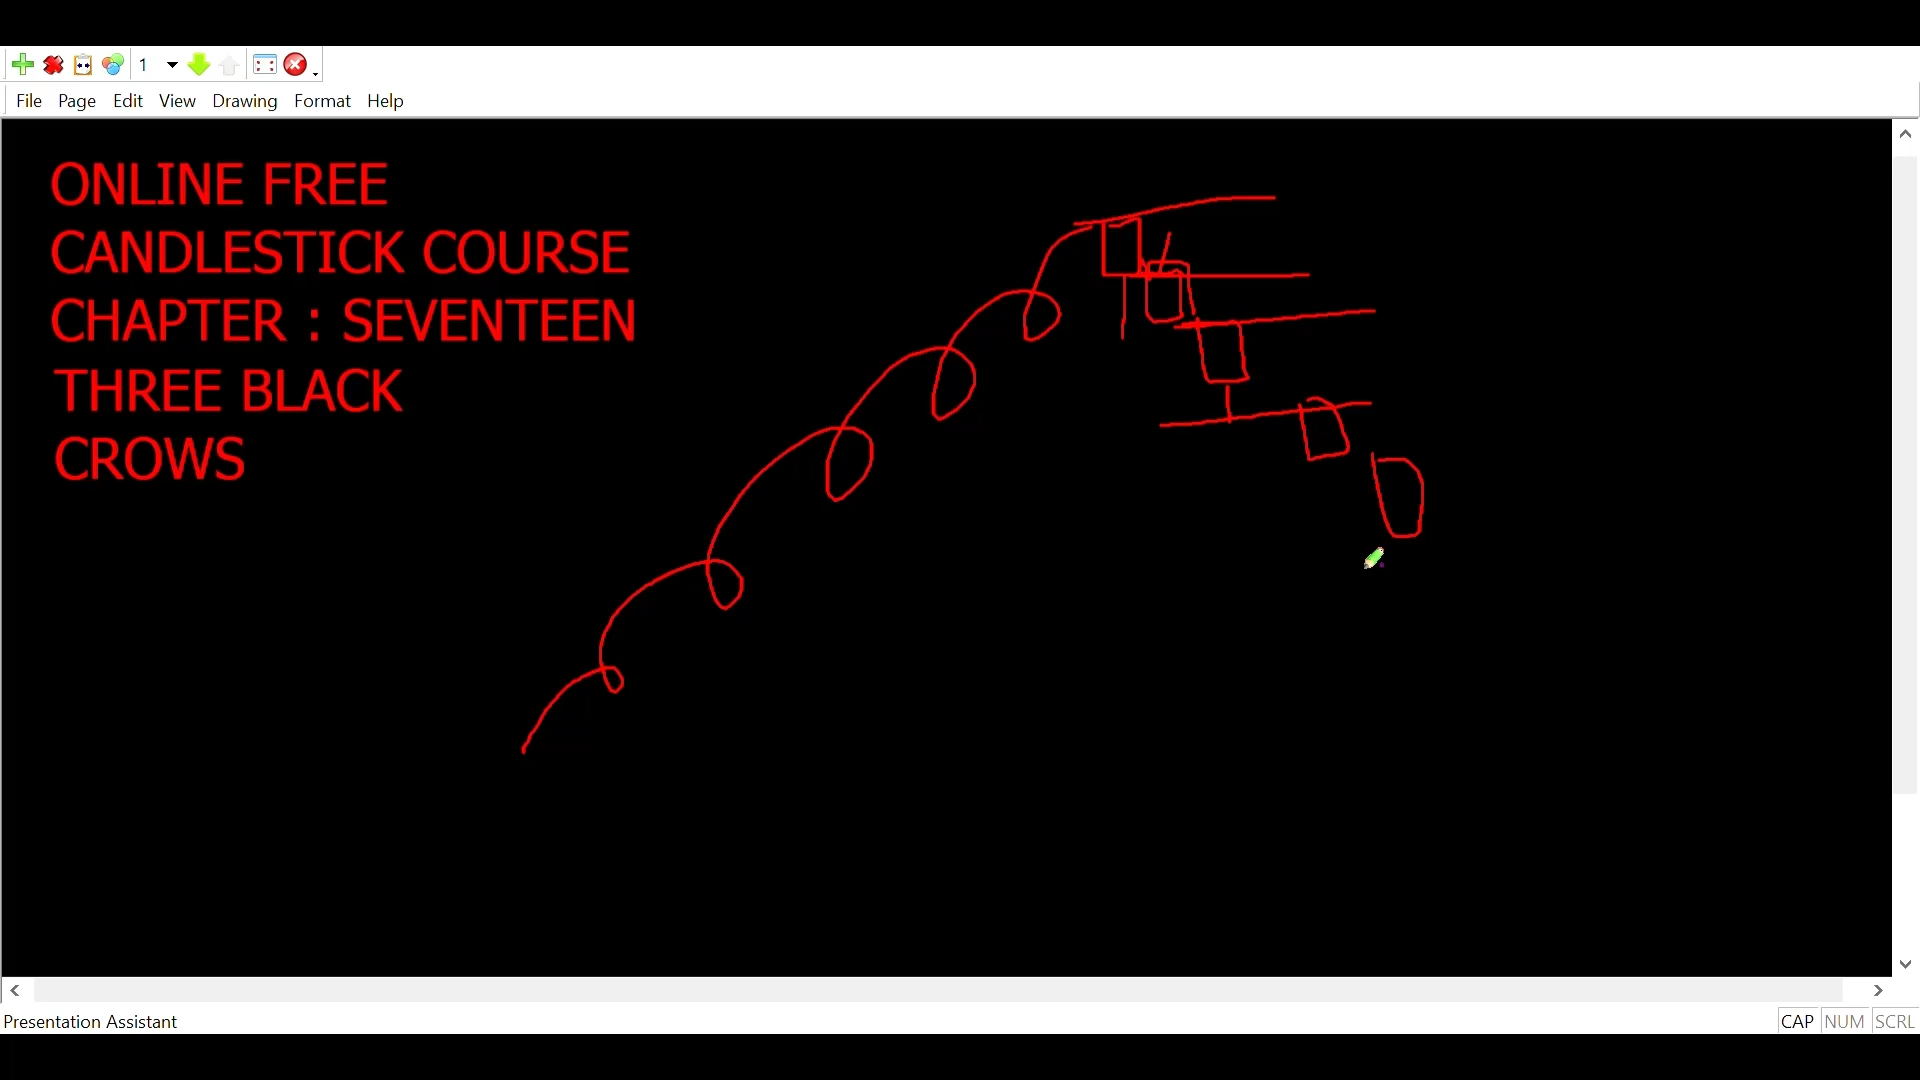 1
File Page Edit View Drawing Format Help
ONLINE FREE
CANDLESTICK COURSE
CHAPTER : SEVENTEEN
THREE BLACK
CROWS
Presentation Assistant
CAP NUM SCRL